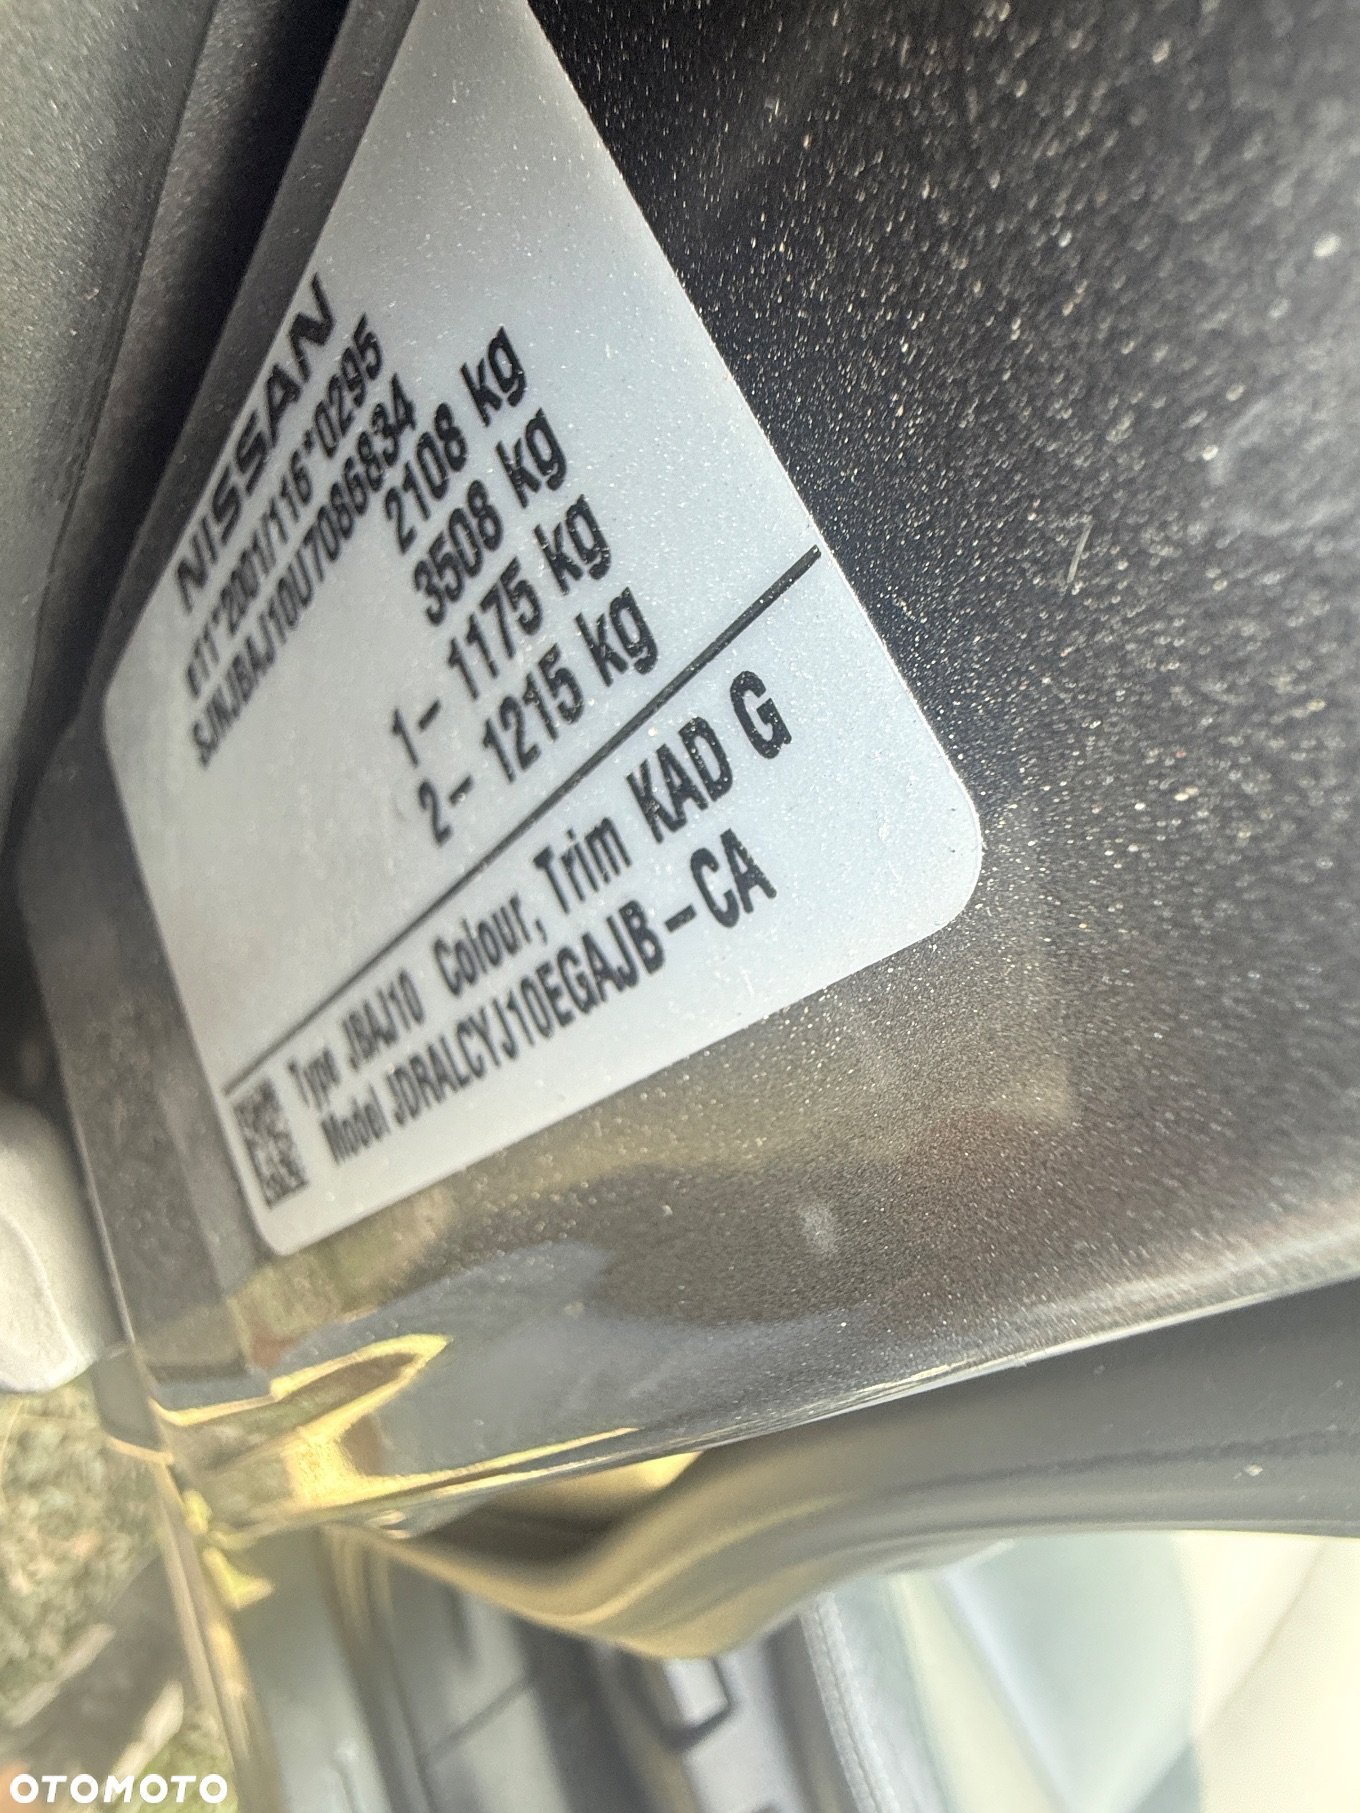 NISSAN
e11*2001/116*0295
SJNJBAJ10U7086834
2108 kg
3508 kg
1- 1175 kg
2- 1215 kg
Type JBAJ10 Colour, Trim KAD G
Model JDRALCYJ10EGAJB-CA
OTOMOTO